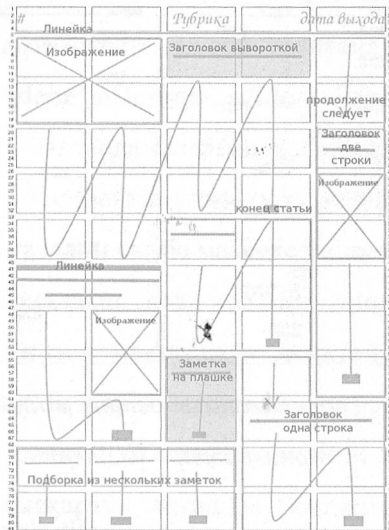 #
Рубрика
дата выхода
Линейка
Изображение
Заголовок вывороткой
продолжение
следует
Заголовок
две
строки
Изображение
конец статьи
Линейка
Изображение
Заметка
на плашке
Заголовок
одна строка
Подборка из нескольких заметок